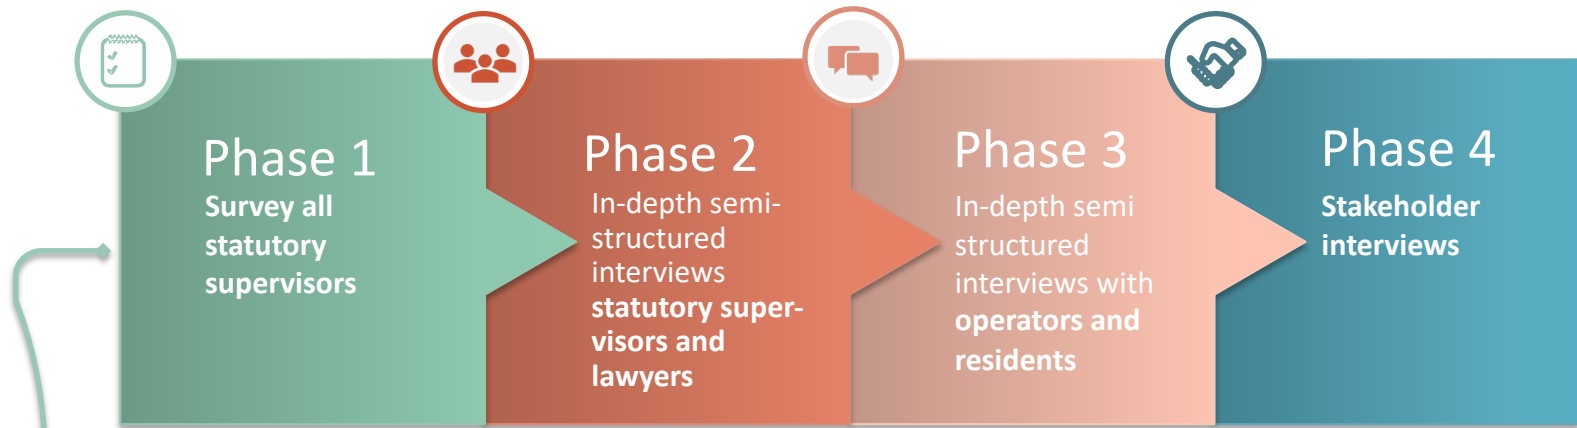 Phase 1
Survey all
statutory
supervisors
Phase 2
In-depth semi-
structured
interviews
statutory super-
visors and
lawyers
Phase 3
In-depth semi
structured
interviews with
operators and
residents
Phase 4
Stakeholder
interviews